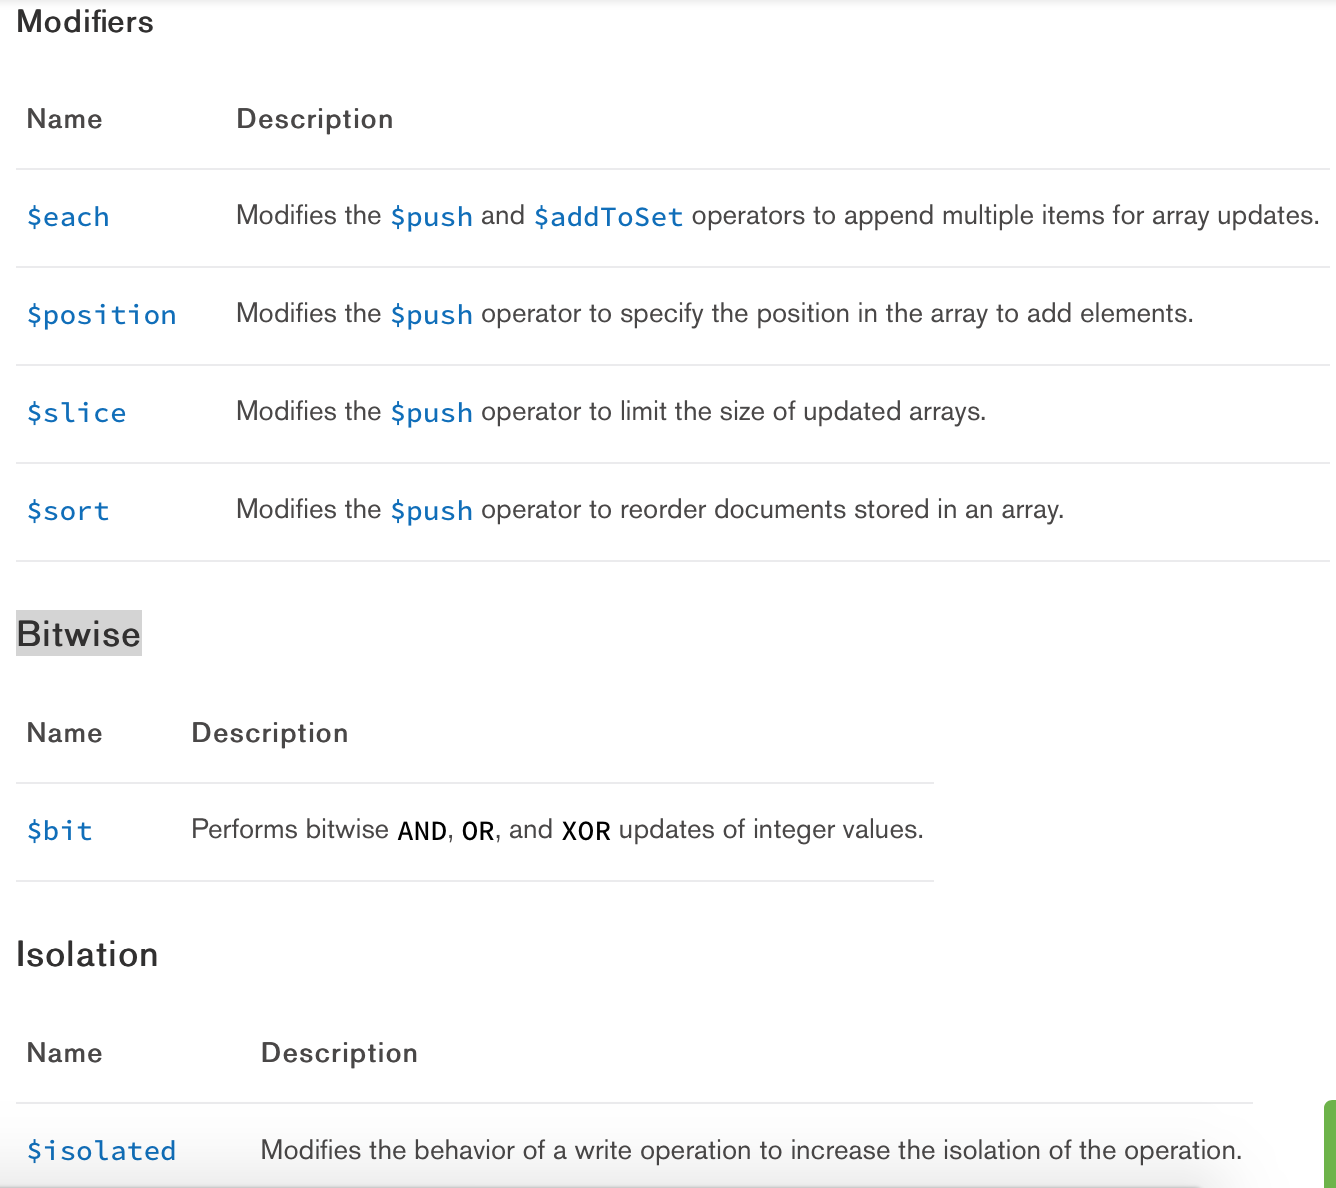 Modifiers
Name Description
$each Modifies the $push and $addToSet operators to append multiple items for array updates.
$position Modifies the $push operator to specify the position in the array to add elements.
$slice Modifies the $push operator to limit the size of updated arrays.
$sort Modifies the $push operator to reorder documents stored in an array.
Bitwise
Name Description
$bit Performs bitwise AND, OR, and XOR updates of integer values.
Isolation
Name Description
$isolated Modifies the behavior of a write operation to increase the isolation of the operation.